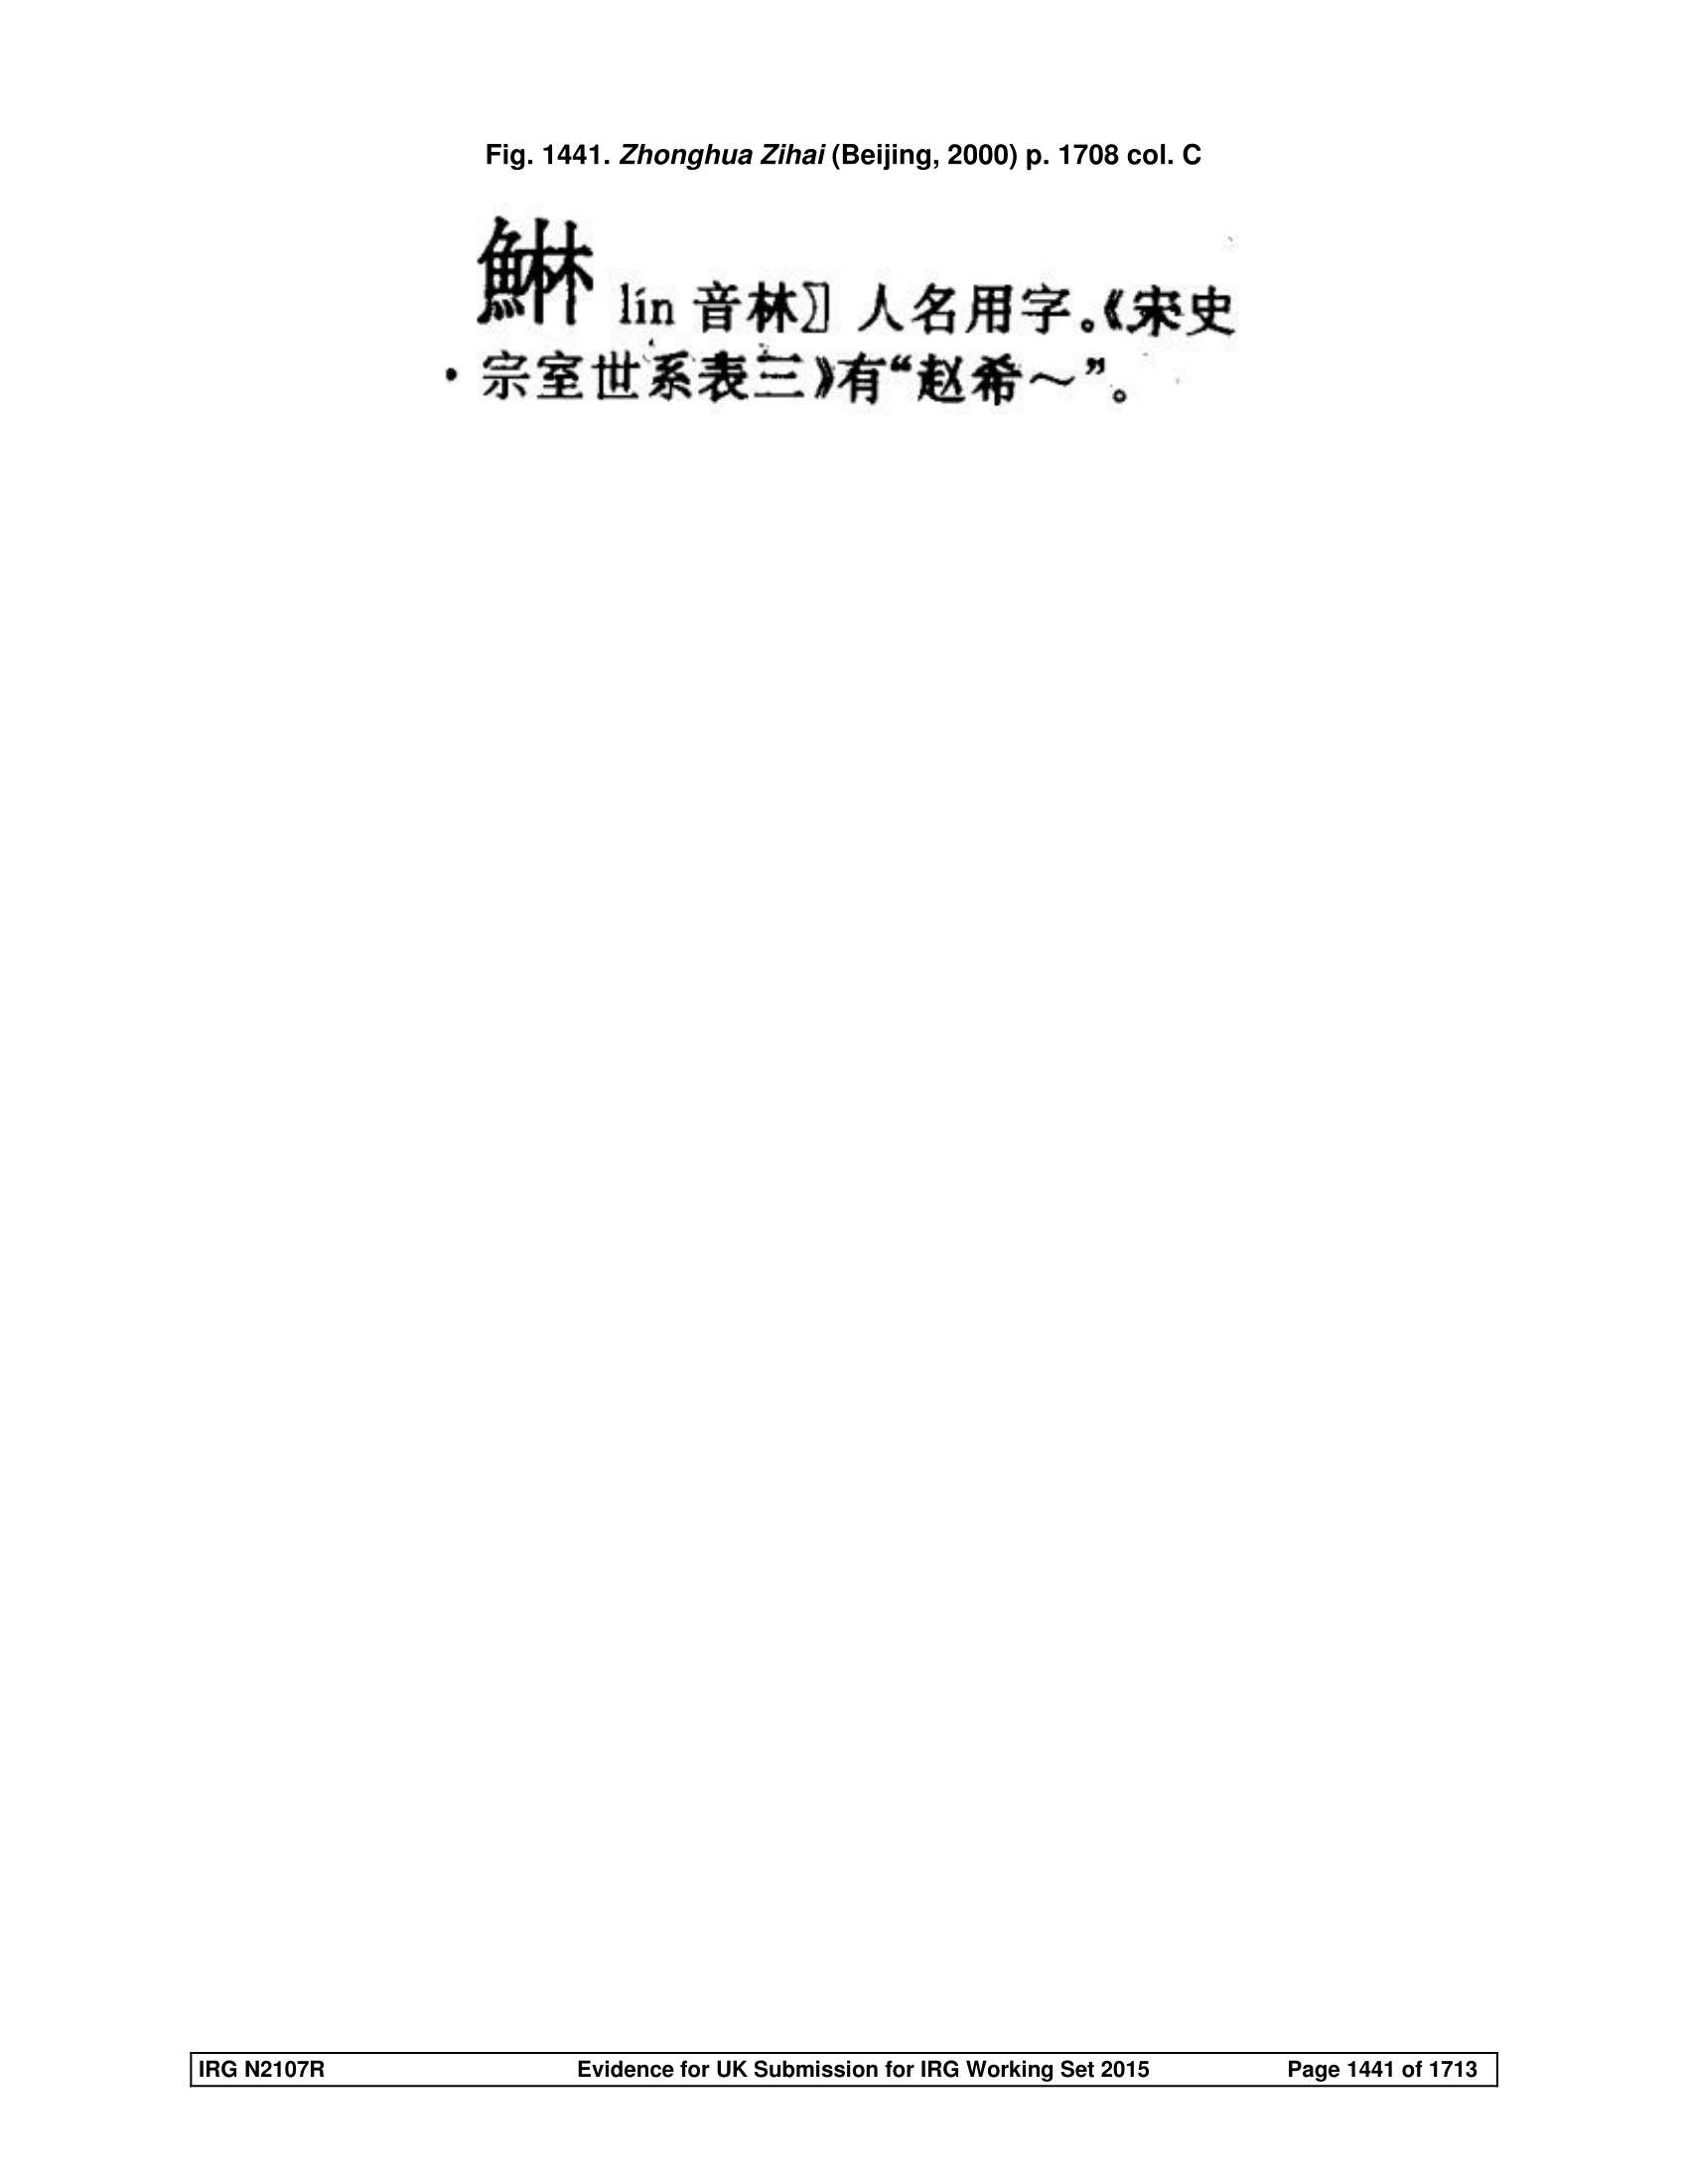 Fig. 1441. Zhonghua Zihai (Beijing, 2000) p. 1708 col. C
⿰魚林 lín 音林〗人名用字。《宋史
·宗室世系表三》有“赵希～”。
IRG N2107R Evidence for UK Submission for IRG Working Set 2015 Page 1441 of 1713